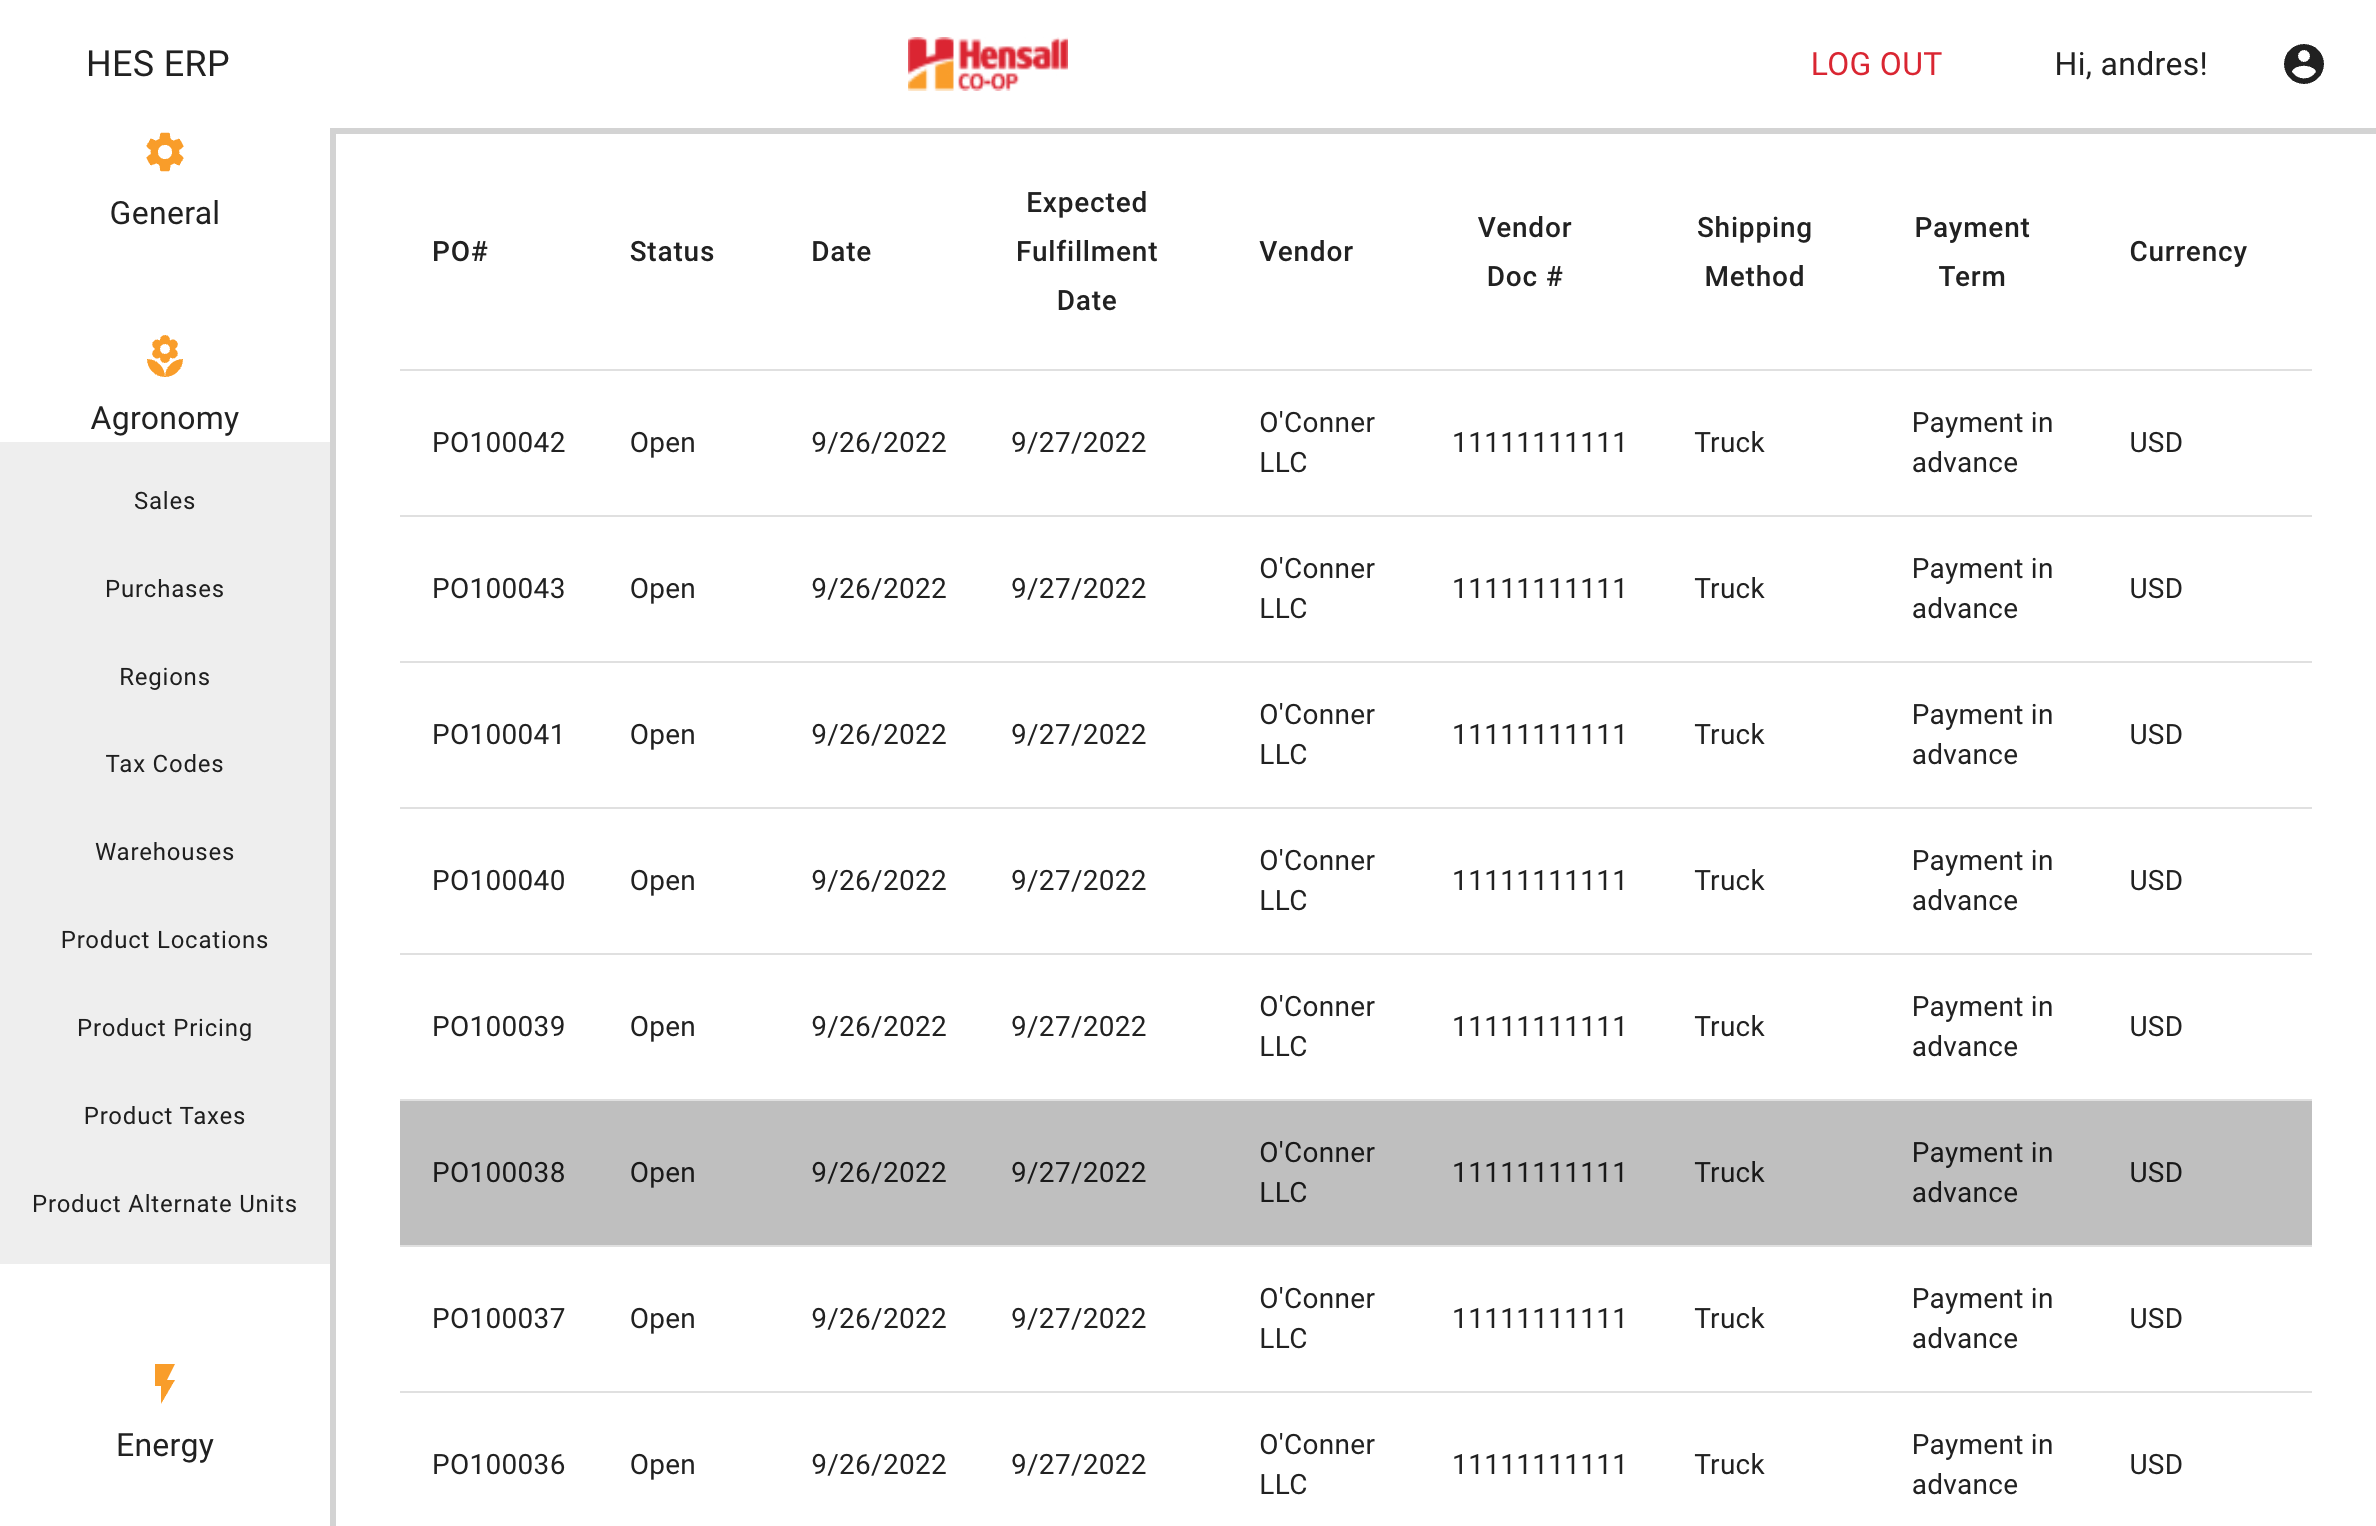 HES ERP
Hensall
CO-OP
LOG OUT
Hi, andres!
General
Agronomy
Sales
Purchases
Regions
Tax Codes
Warehouses
Product Locations
Product Pricing
Product Taxes
Product Alternate Units
Energy
PO# Status Date Expected Fulfillment Date Vendor Vendor Doc # Shipping Method Payment Term Currency
PO100042 Open 9/26/2022 9/27/2022 O'Conner LLC 11111111111 Truck Payment in advance USD
PO100043 Open 9/26/2022 9/27/2022 O'Conner LLC 11111111111 Truck Payment in advance USD
PO100041 Open 9/26/2022 9/27/2022 O'Conner LLC 11111111111 Truck Payment in advance USD
PO100040 Open 9/26/2022 9/27/2022 O'Conner LLC 11111111111 Truck Payment in advance USD
PO100039 Open 9/26/2022 9/27/2022 O'Conner LLC 11111111111 Truck Payment in advance USD
PO100038 Open 9/26/2022 9/27/2022 O'Conner LLC 11111111111 Truck Payment in advance USD
PO100037 Open 9/26/2022 9/27/2022 O'Conner LLC 11111111111 Truck Payment in advance USD
PO100036 Open 9/26/2022 9/27/2022 O'Conner LLC 11111111111 Truck Payment in advance USD